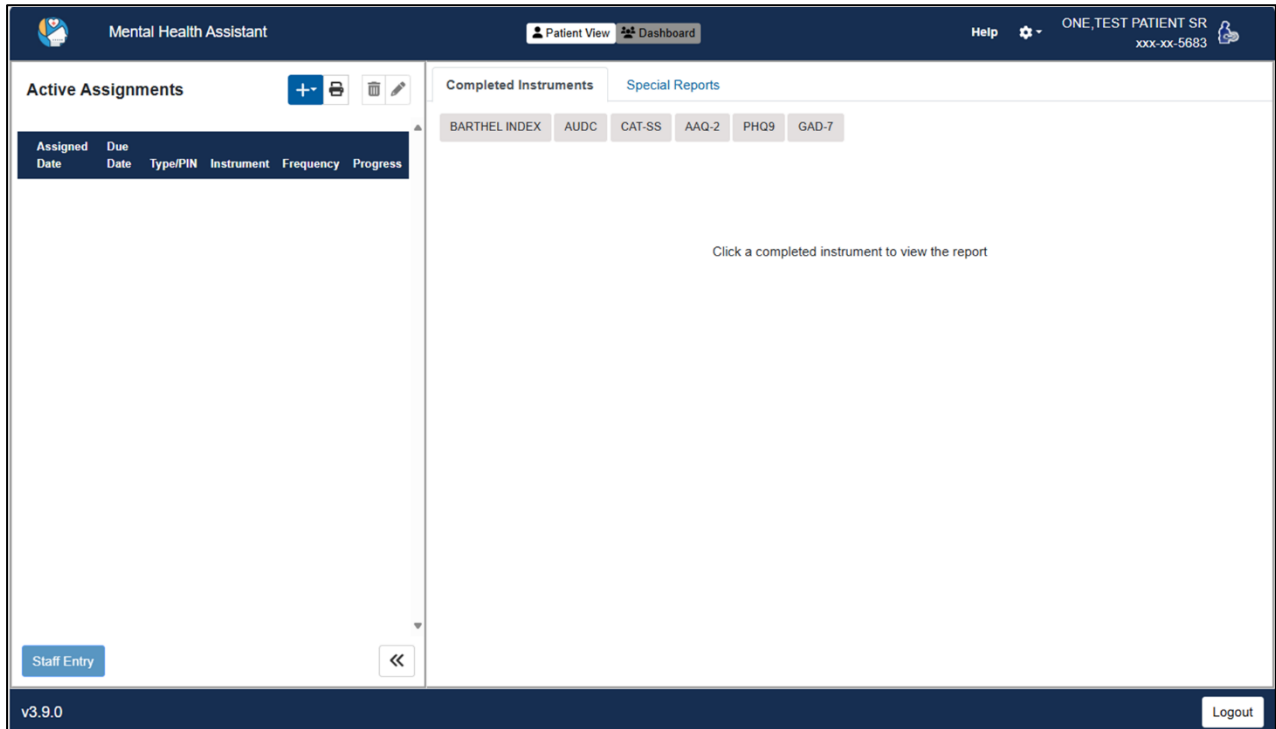 Mental Health Assistant
Patient View Dashboard
Help
ONE,TEST PATIENT SR
xxx-xx-5683
Active Assignments
Assigned Date Due Date Type/PIN Instrument Frequency Progress
Staff Entry
Completed Instruments Special Reports
BARTHEL INDEX AUDC CAT-SS AAQ-2 PHQ9 GAD-7
Click a completed instrument to view the report
v3.9.0
Logout